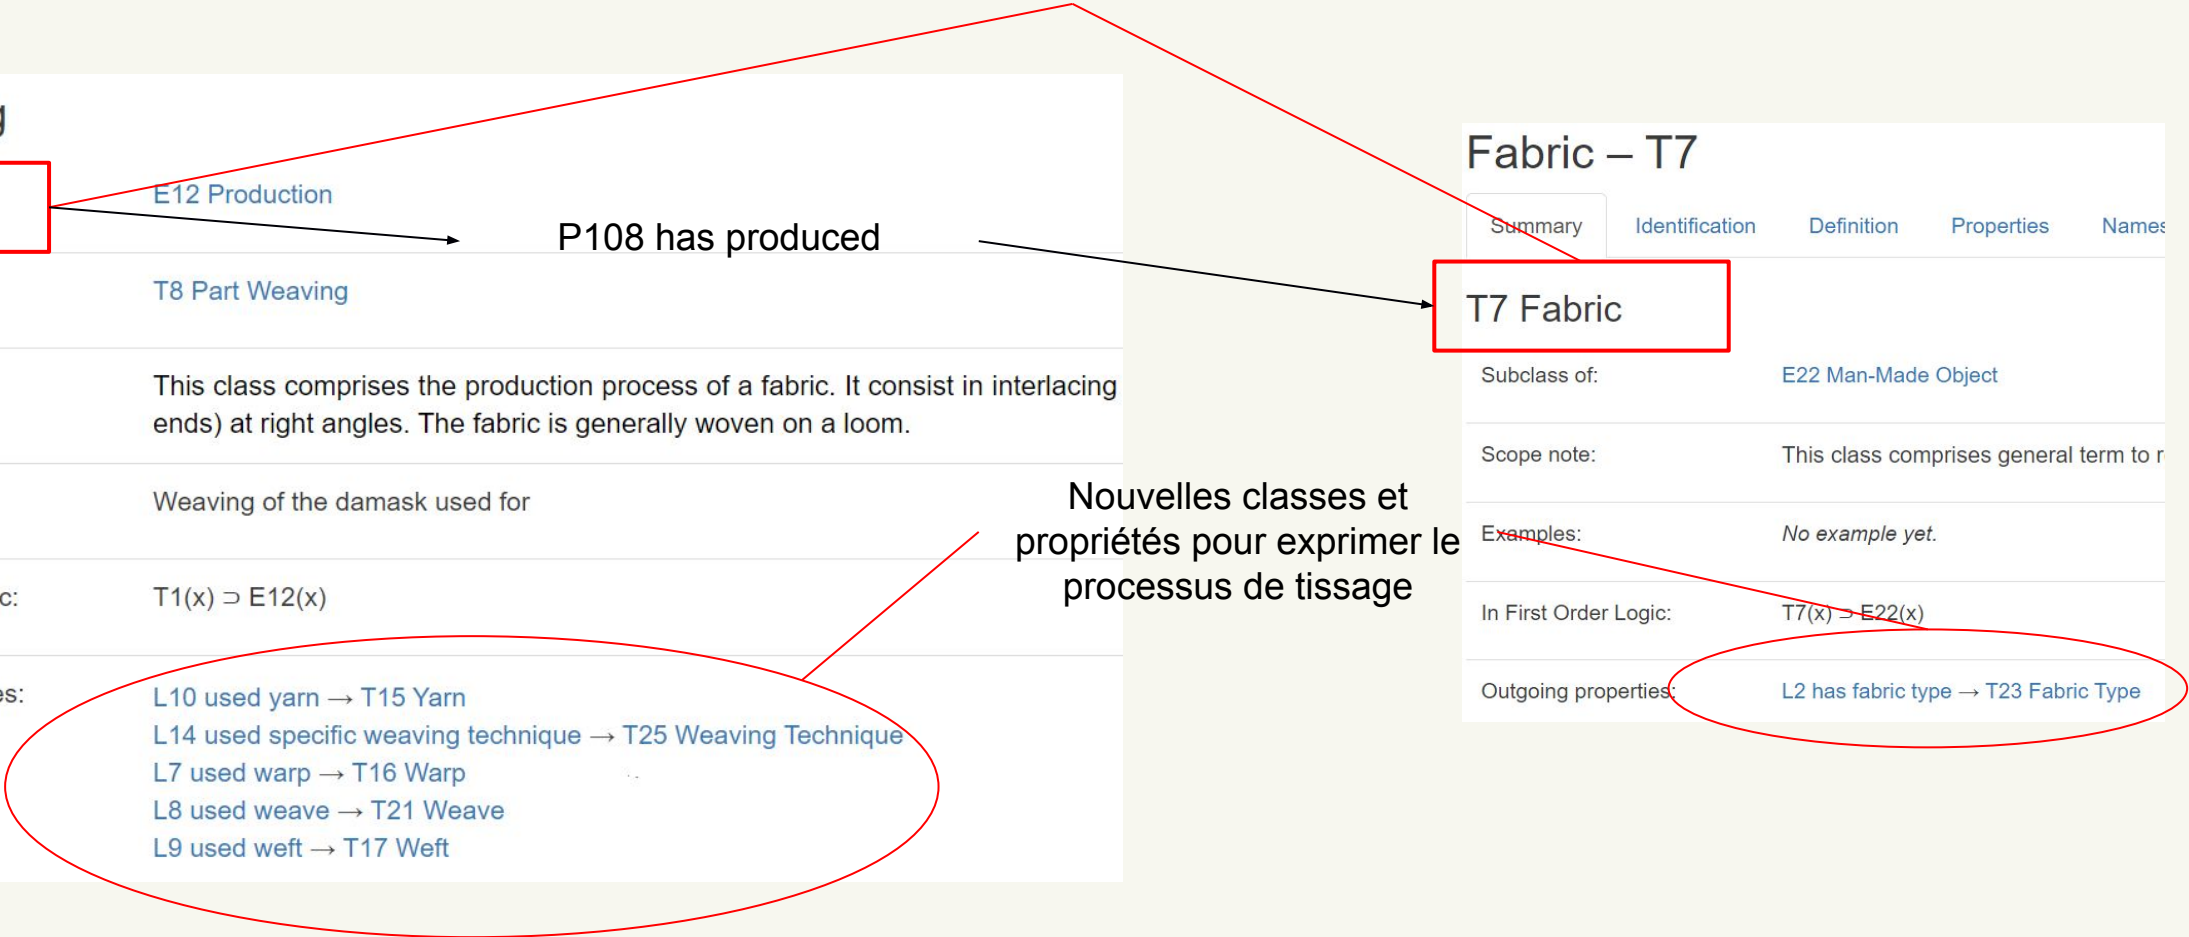 g
E12 Production
T8 Part Weaving
This class comprises the production process of a fabric. It consist in interlacing
ends) at right angles. The fabric is generally woven on a loom.
Weaving of the damask used for
c: T1(x) ⊃ E12(x)
es: L10 used yarn → T15 Yarn
L14 used specific weaving technique → T25 Weaving Technique
L7 used warp → T16 Warp
L8 used weave → T21 Weave
L9 used weft → T17 Weft
P108 has produced
Nouvelles classes et
propriétés pour exprimer le
processus de tissage
Fabric – T7
Summary Identification Definition Properties Names
T7 Fabric
Subclass of: E22 Man-Made Object
Scope note: This class comprises general term to r
Examples: No example yet.
In First Order Logic: T7(x) ⊃ E22(x)
Outgoing properties: L2 has fabric type → T23 Fabric Type